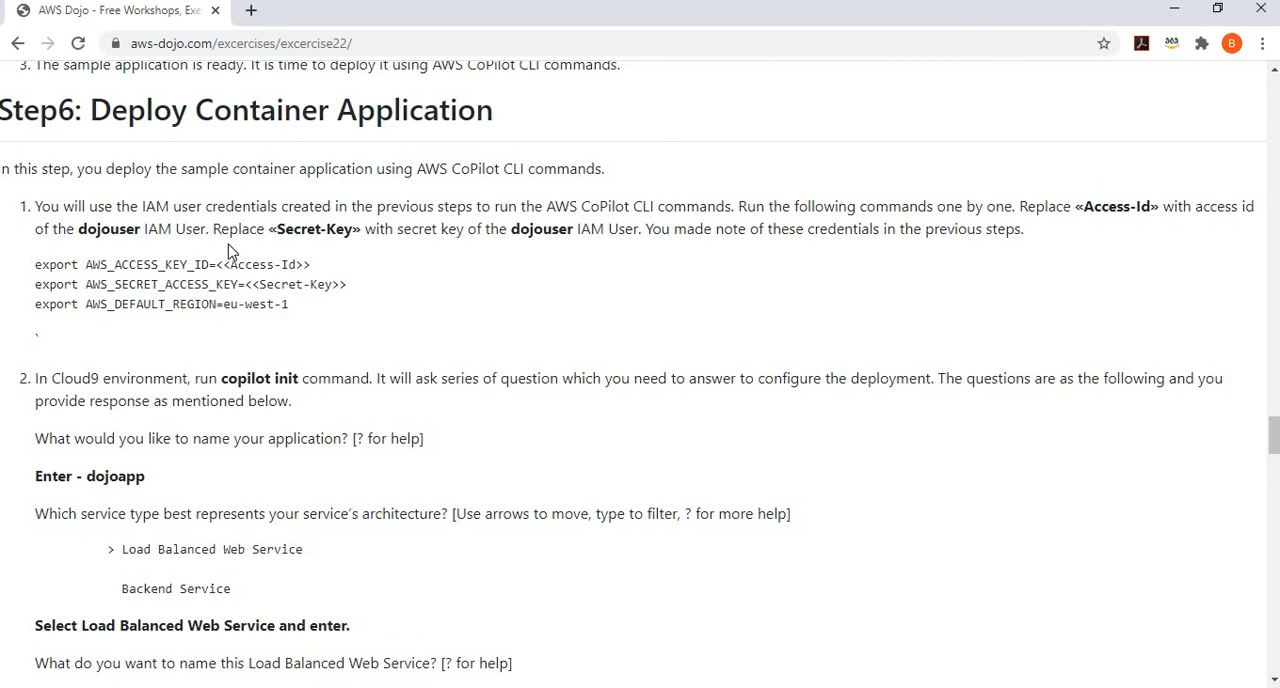 AWS Dojo - Free Workshops, Exe
aws-dojo.com/excercises/excercise22/
B
3. The sample application is ready. It is time to deploy it using AWS CoPilot CLI commands.
Step6: Deploy Container Application
n this step, you deploy the sample container application using AWS CoPilot CLI commands.
1. You will use the IAM user credentials created in the previous steps to run the AWS CoPilot CLI commands. Run the following commands one by one. Replace «Access-Id» with access id
of the dojouser IAM User. Replace «Secret-Key» with secret key of the dojouser IAM User. You made note of these credentials in the previous steps.
export AWS_ACCESS_KEY_ID=<<Access-Id>>
export AWS_SECRET_ACCESS_KEY=<<Secret-Key>>
export AWS_DEFAULT_REGION=eu-west-1
`
2. In Cloud9 environment, run copilot init command. It will ask series of question which you need to answer to configure the deployment. The questions are as the following and you
provide response as mentioned below.
What would you like to name your application? [? for help]
Enter - dojoapp
Which service type best represents your service's architecture? [Use arrows to move, type to filter, ? for more help]
> Load Balanced Web Service
Backend Service
Select Load Balanced Web Service and enter.
What do you want to name this Load Balanced Web Service? [? for help]